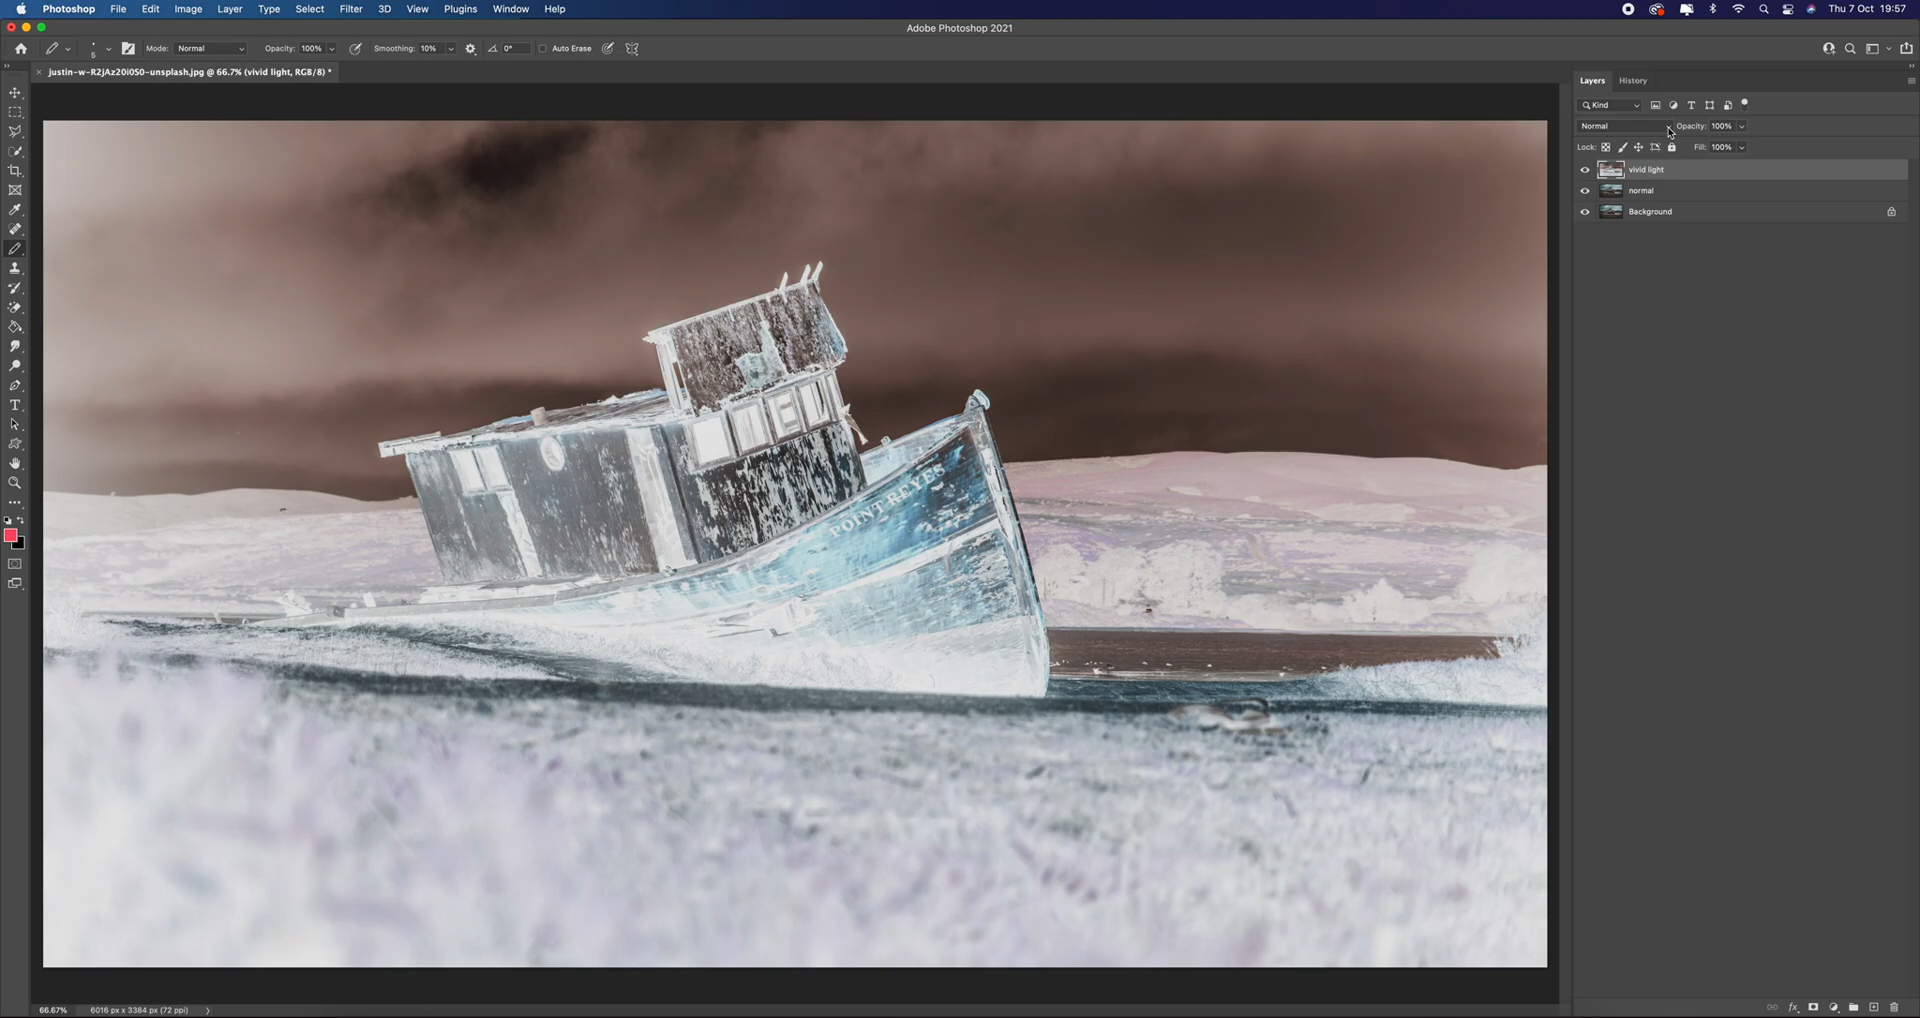 Photoshop File Edit Image Layer Type Select Filter 3D View Plugins Window Help Thu 7 Oct 19:57
Adobe Photoshop 2021
5 Mode: Normal Opacity: 100% Smoothing: 10% 0° Auto Erase
× justin-w-R2jAz20i0S0-unsplash.jpg @ 66.7% (vivid light, RGB/8) *
Layers History
Kind
Normal Opacity: 100%
Lock: Fill: 100%
vivid light
normal
Background
POINT REYES
66.67% 6016 px x 3384 px (72 ppi)